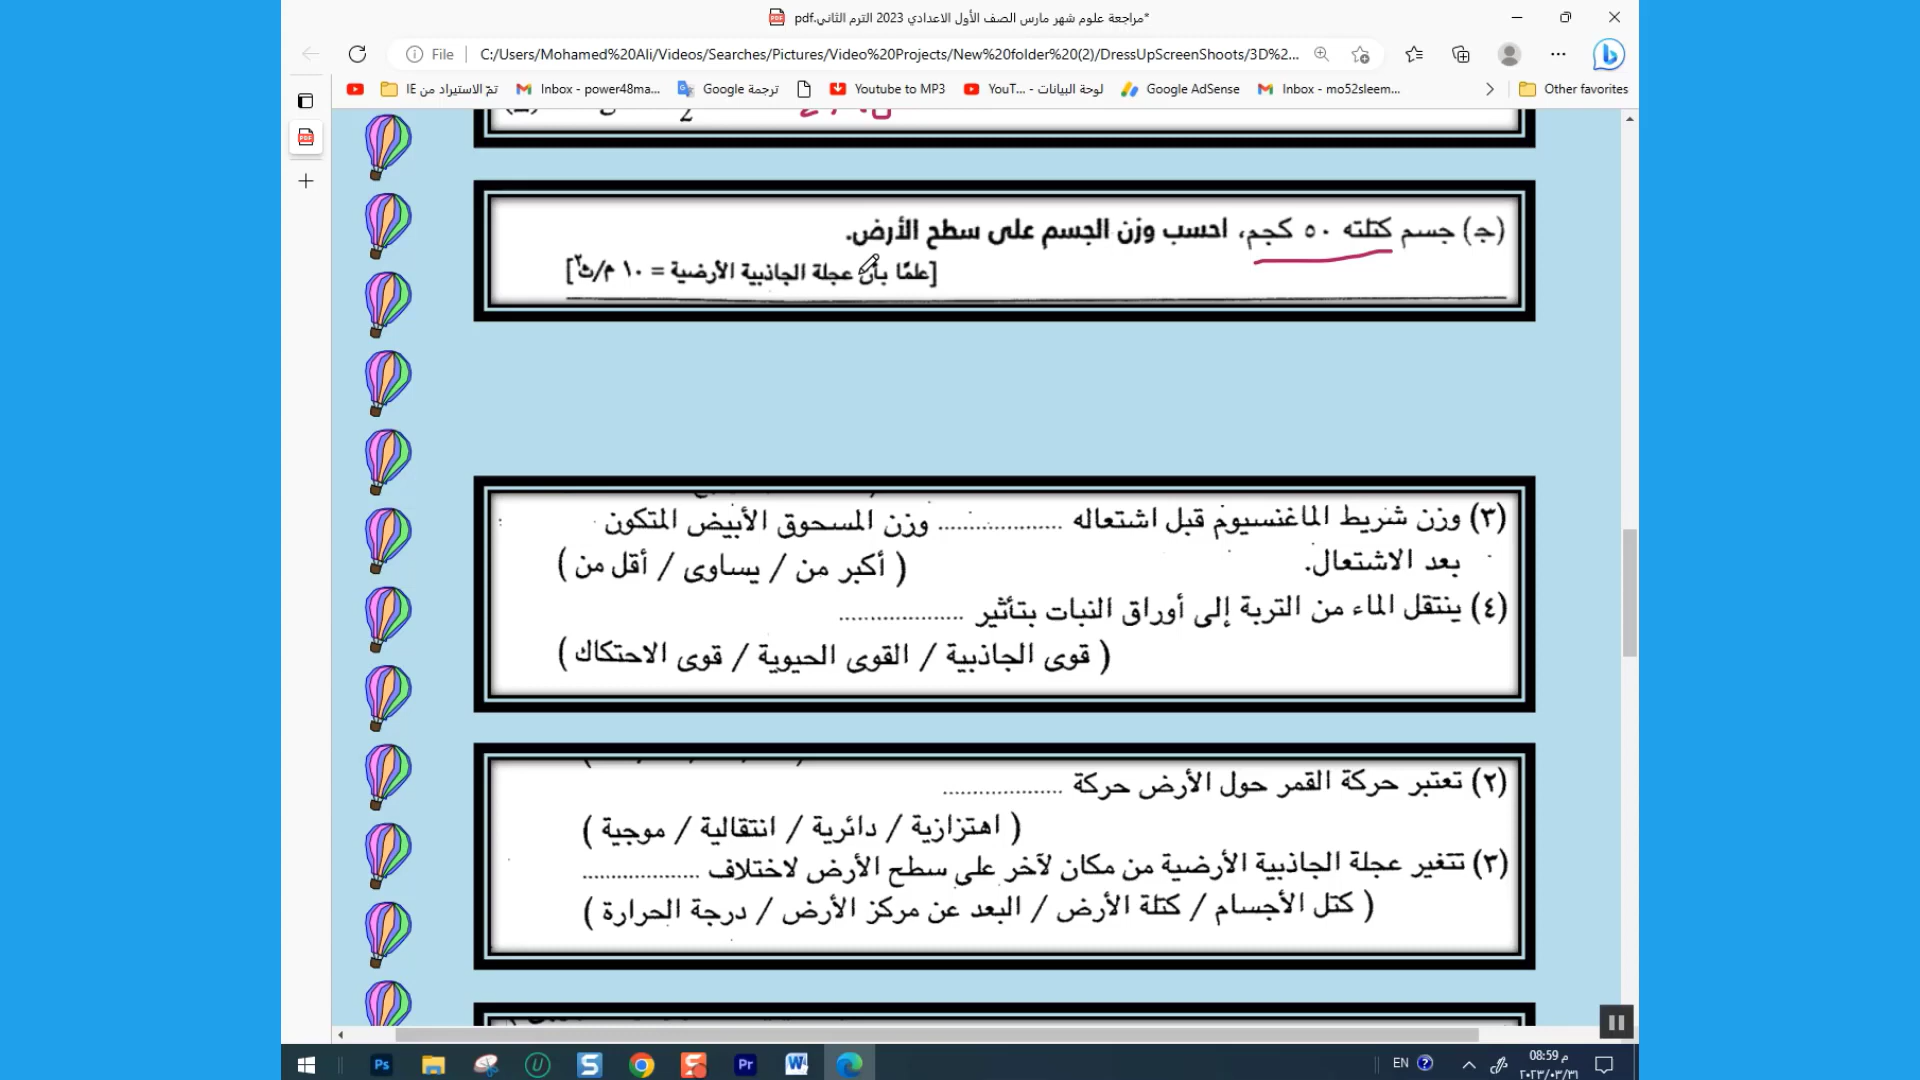 *مراجعة علوم شهر مارس الصف الأول الاعدادي 2023 الترم الثاني.pdf
File
C:/Users/Mohamed%20Ali/Videos/Searches/Pictures/Video%20Projects/New%20folder%20(2)/DressUpScreenShoots/3D%2...
تمّ الاستيراد من IE
Inbox - power48ma...
ترجمة Google
Youtube to MP3
لوحة البيانات - YouT...
Google AdSense
Inbox - mo52sleem...
Other favorites
2
(جـ) جسم كتلته ٥٠ كجم، احسب وزن الجسم على سطح الأرض.
[علمًا بأن عجلة الجاذبية الأرضية = ١٠ م/ث٢]
(٣) وزن شريط الماغنسيوم قبل اشتعاله .................. وزن المسحوق الأبيض المتكون
بعد الاشتعال.
( أكبر من / يساوى / أقل من )
(٤) ينتقل الماء من التربة إلى أوراق النبات بتأثير ..................
( قوى الجاذبية / القوى الحيوية / قوى الاحتكاك )
(٢) تعتبر حركة القمر حول الأرض حركة ..................
( اهتزازية / دائرية / انتقالية / موجية )
(٣) تتغير عجلة الجاذبية الأرضية من مكان لآخر على سطح الأرض لاختلاف ..................
( كتل الأجسام / كتلة الأرض / البعد عن مركز الأرض / درجة الحرارة )
EN
08:59 م
٢٠٢٣/٠٣/٣١